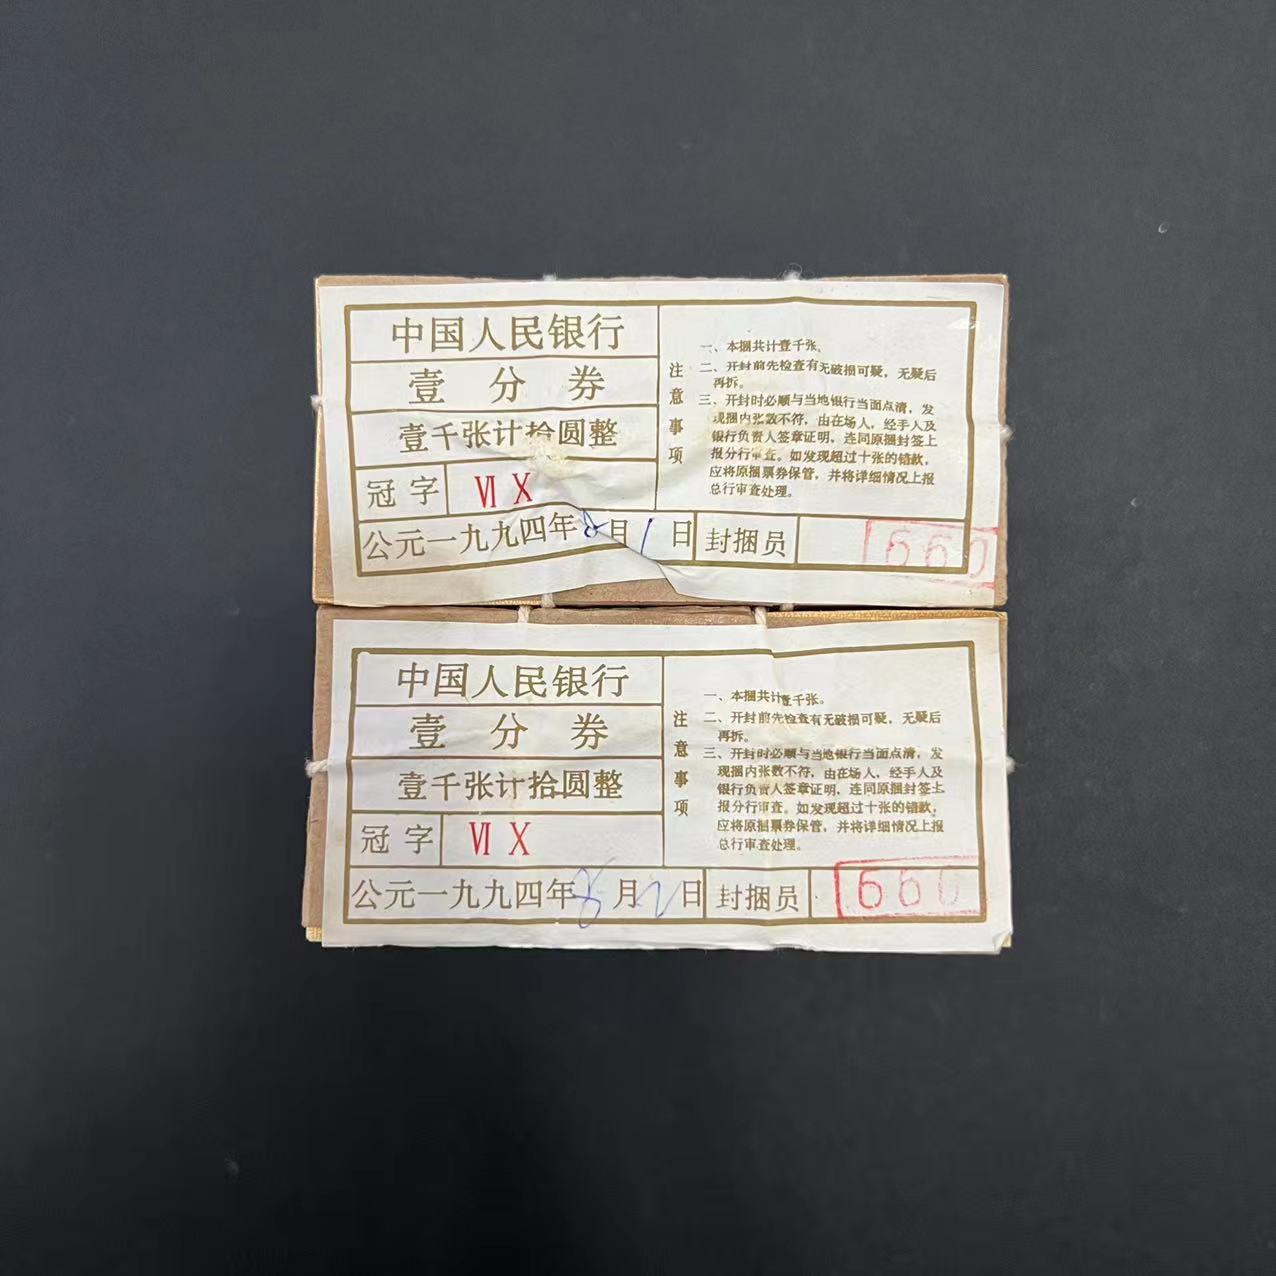 中国人民银行
壹分券
壹千张计拾圆整
冠字 Ⅵ Ⅹ
公元一九九四年8月1日 封捆员 660
注意事项
一、本捆共计壹千张。
二、开封前先检查有无破损可疑，无疑后
再拆。
三、开封时必顺与当地银行当面点清，发
现捆内张数不符，由在场人，经手人及
银行负责人签章证明，连同原捆封签上
报分行审查。如发现超过十张的错款，
应将原捆票券保管，并将详细情况上报
总行审查处理。
中国人民银行
壹分券
壹千张计拾圆整
冠字 Ⅵ Ⅹ
公元一九九四年8月2日 封捆员 660
注意事项
一、本捆共计壹千张。
二、开封前先检查有无破损可疑，无疑后
再拆。
三、开封时必顺与当地银行当面点清，发
现捆内张数不符，由在场人，经手人及
银行负责人签章证明，连同原捆封签上
报分行审查。如发现超过十张的错款，
应将原捆票券保管，并将详细情况上报
总行审查处理。